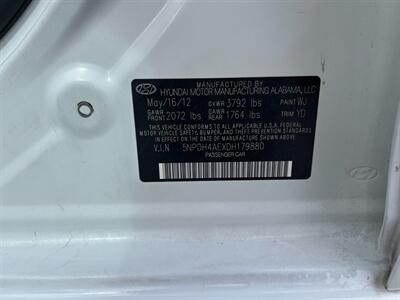 MANUFACTURED BY
HYUNDAI MOTOR MANUFACTURING ALABAMA, LLC
May/16/12 GVWR 3792 lbs PAINT WJ
GAWR FRONT 2072 lbs GAWR REAR 1764 lbs TRIM YD
THIS VEHICLE CONFORMS TO ALL APPLICABLE U.S.A. FEDERAL
MOTOR VEHICLE SAFETY, BUMPER, AND THEFT PREVENTION STANDARDS
IN EFFECT ON THE DATE OF MANUFACTURE SHOWN ABOVE.
V.I.N 5NPDH4AEXDH179880
PASSENGER CAR